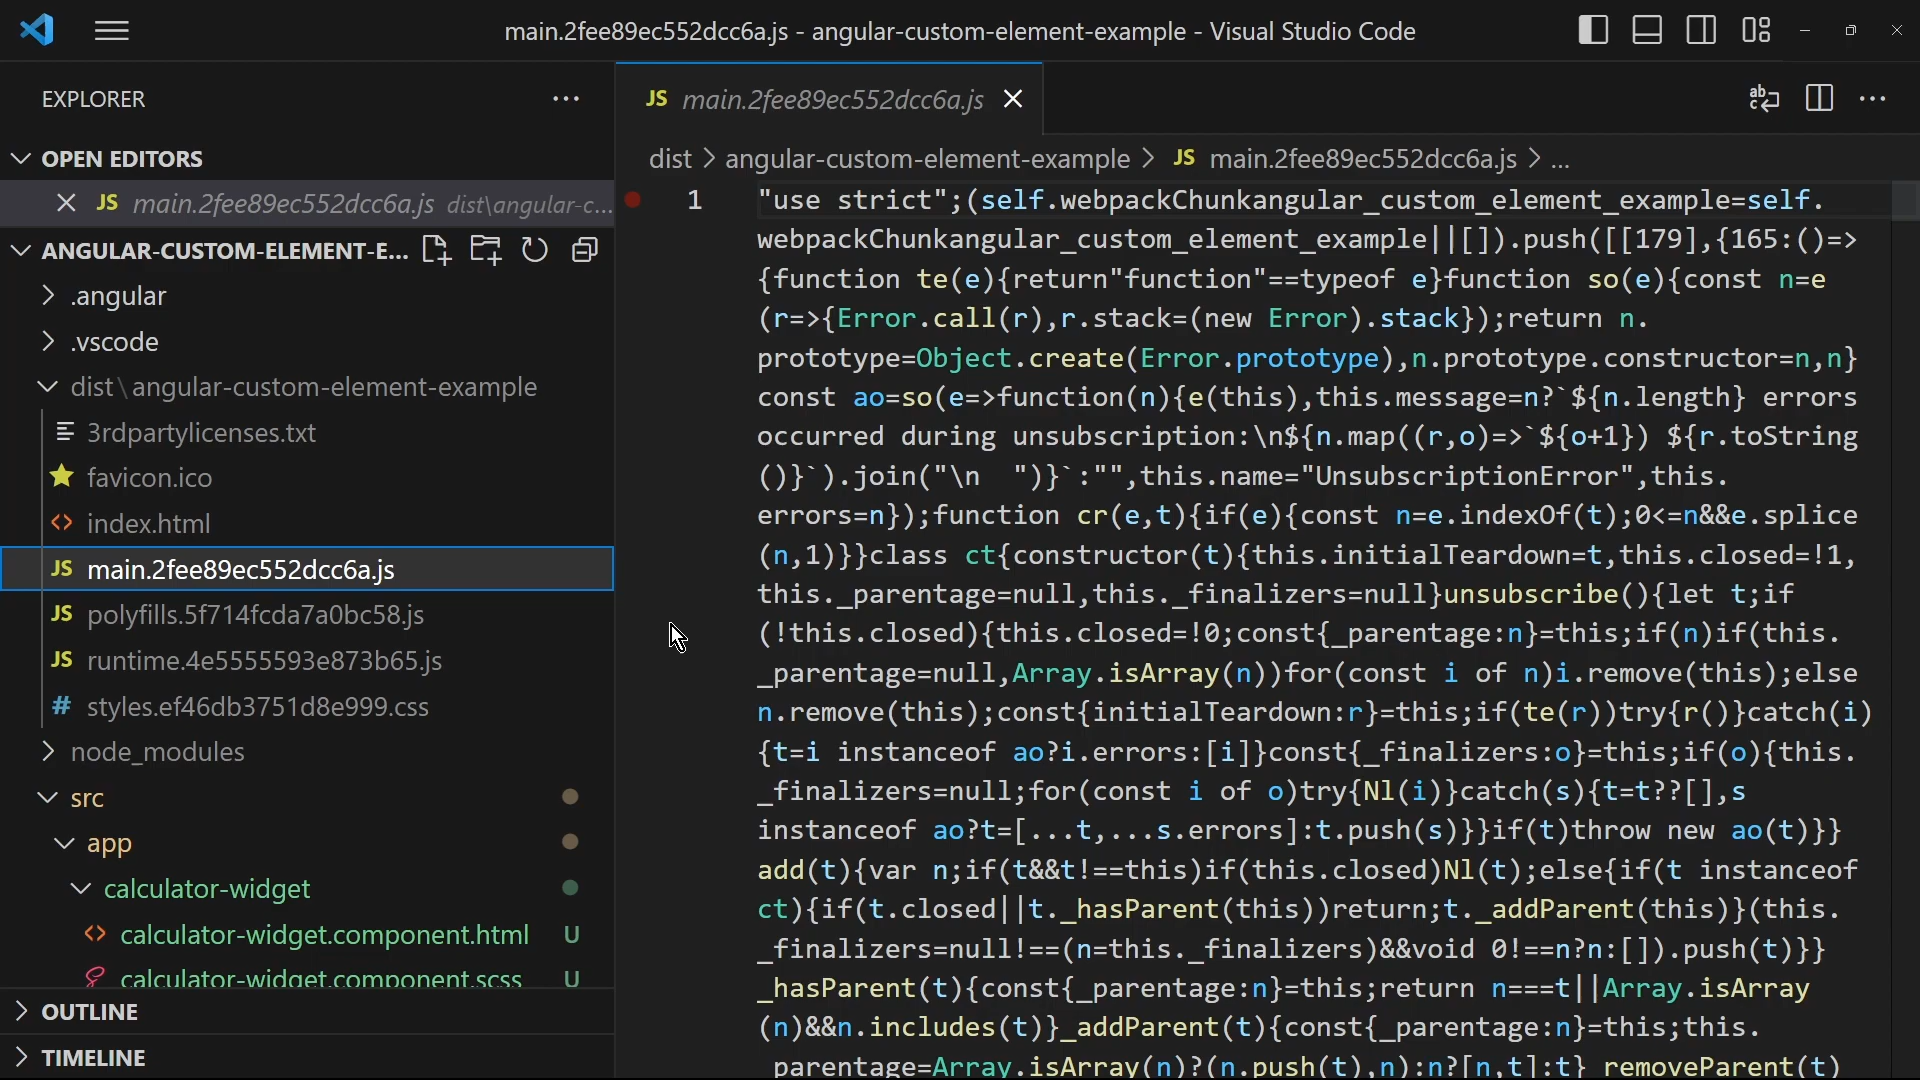 main.2fee89ec552dcc6a.js - angular-custom-element-example - Visual Studio Code
EXPLORER
OPEN EDITORS
JS main.2fee89ec552dcc6a.js dist\angular-c...
ANGULAR-CUSTOM-ELEMENT-E...
.angular
.vscode
dist\angular-custom-element-example
3rdpartylicenses.txt
favicon.ico
<> index.html
JS main.2fee89ec552dcc6a.js
JS polyfills.5f714fcda7a0bc58.js
JS runtime.4e5555593e873b65.js
# styles.ef46db3751d8e999.css
node_modules
src
app
calculator-widget
<> calculator-widget.component.html U
calculator-widget.component.scss U
OUTLINE
TIMELINE
JS main.2fee89ec552dcc6a.js
dist > angular-custom-element-example > JS main.2fee89ec552dcc6a.js > ...
1 "use strict";(self.webpackChunkangular_custom_element_example=self.
webpackChunkangular_custom_element_example||[]).push([[179],{165:()=>
{function te(e){return"function"==typeof e}function so(e){const n=e
(r=>{Error.call(r),r.stack=(new Error).stack});return n.
prototype=Object.create(Error.prototype),n.prototype.constructor=n,n}
const ao=so(e=>function(n){e(this),this.message=n?`${n.length} errors
occurred during unsubscription:\n${n.map((r,o)=>`${o+1}) ${r.toString
()}`).join("\n  ")}`:"",this.name="UnsubscriptionError",this.
errors=n});function cr(e,t){if(e){const n=e.indexOf(t);0<=n&&e.splice
(n,1)}}class ct{constructor(t){this.initialTeardown=t,this.closed=!1,
this._parentage=null,this._finalizers=null}unsubscribe(){let t;if
(!this.closed){this.closed=!0;const{_parentage:n}=this;if(n)if(this.
_parentage=null,Array.isArray(n))for(const i of n)i.remove(this);else
n.remove(this);const{initialTeardown:r}=this;if(te(r))try{r()}catch(i)
{t=i instanceof ao?i.errors:[i]}const{_finalizers:o}=this;if(o){this.
_finalizers=null;for(const i of o)try{Nl(i)}catch(s){t=t??[],s
instanceof ao?t=[...t,...s.errors]:t.push(s)}}if(t)throw new ao(t)}}
add(t){var n;if(t&&t!==this)if(this.closed)Nl(t);else{if(t instanceof
ct){if(t.closed||t._hasParent(this))return;t._addParent(this)}(this.
_finalizers=null!==(n=this._finalizers)&&void 0!==n?n:[]).push(t)}}
_hasParent(t){const{_parentage:n}=this;return n===t||Array.isArray
(n)&&n.includes(t)}_addParent(t){const{_parentage:n}=this;this.
_parentage=Array.isArray(n)?(n.push(t),n):n?[n,t]:t}_removeParent(t)